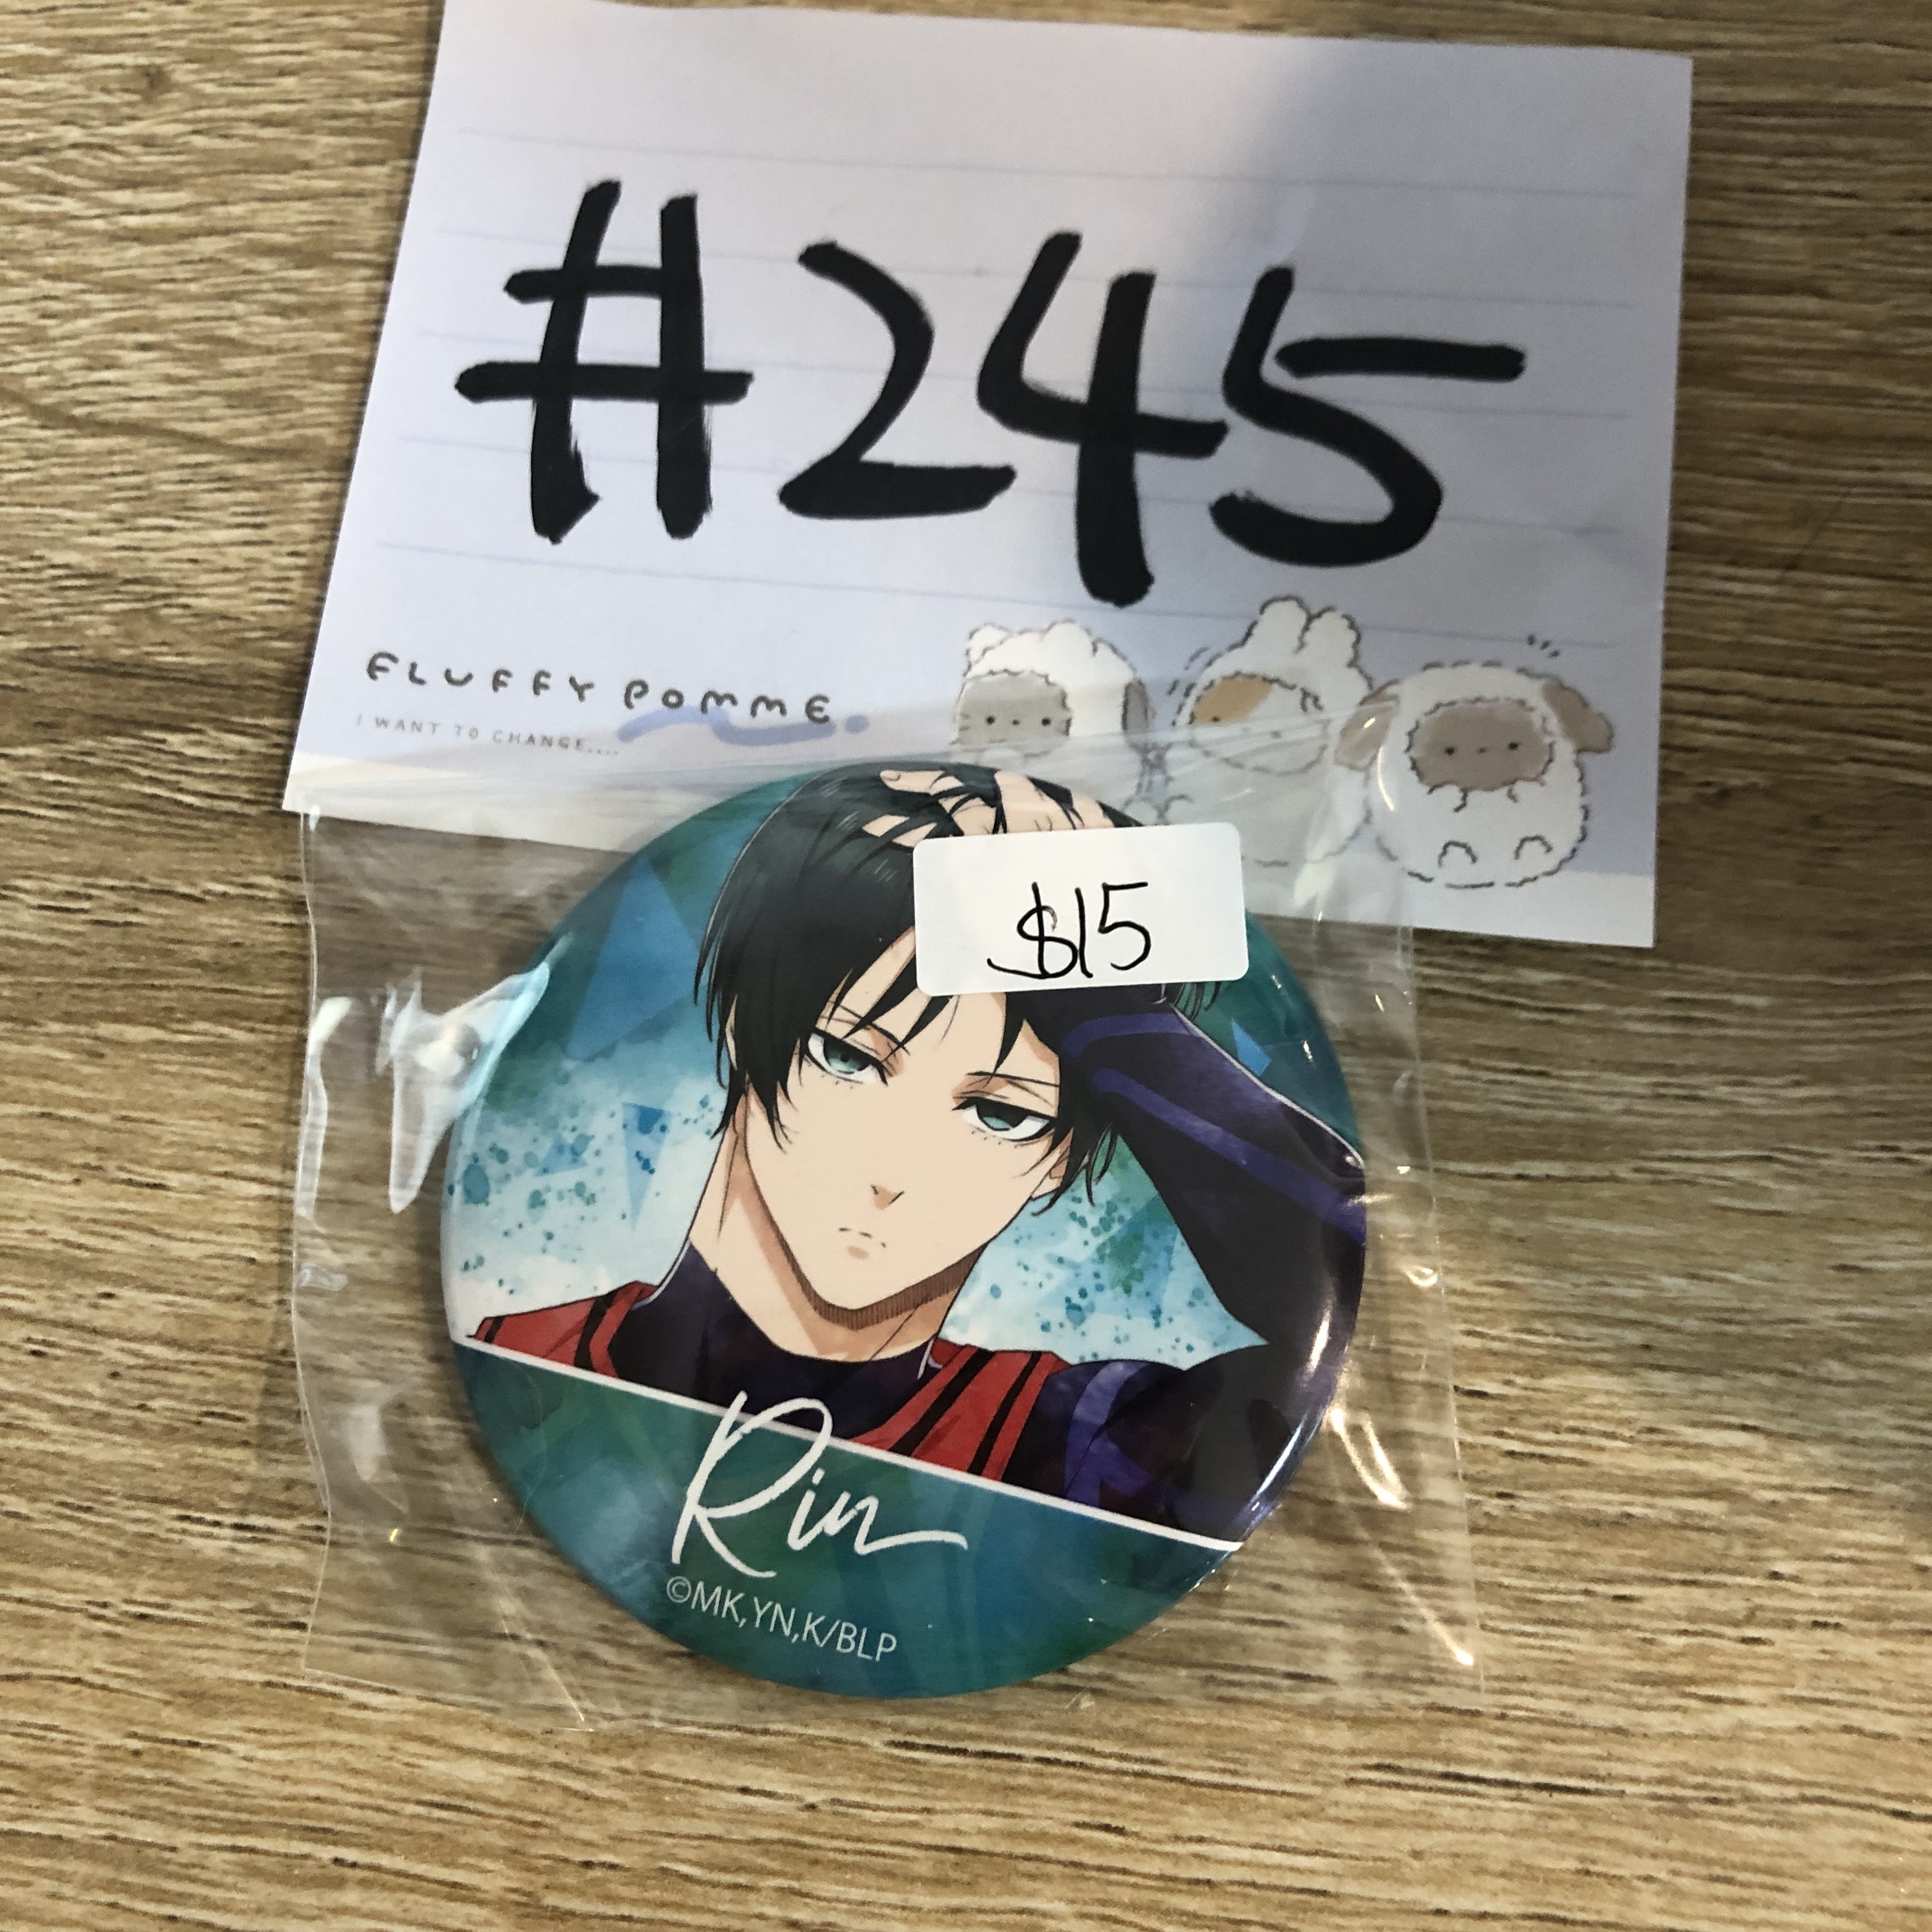 #245
FLUFFY POMME
I WANT TO CHANGE....
$15
Rin
©MK,YN,K/BLP